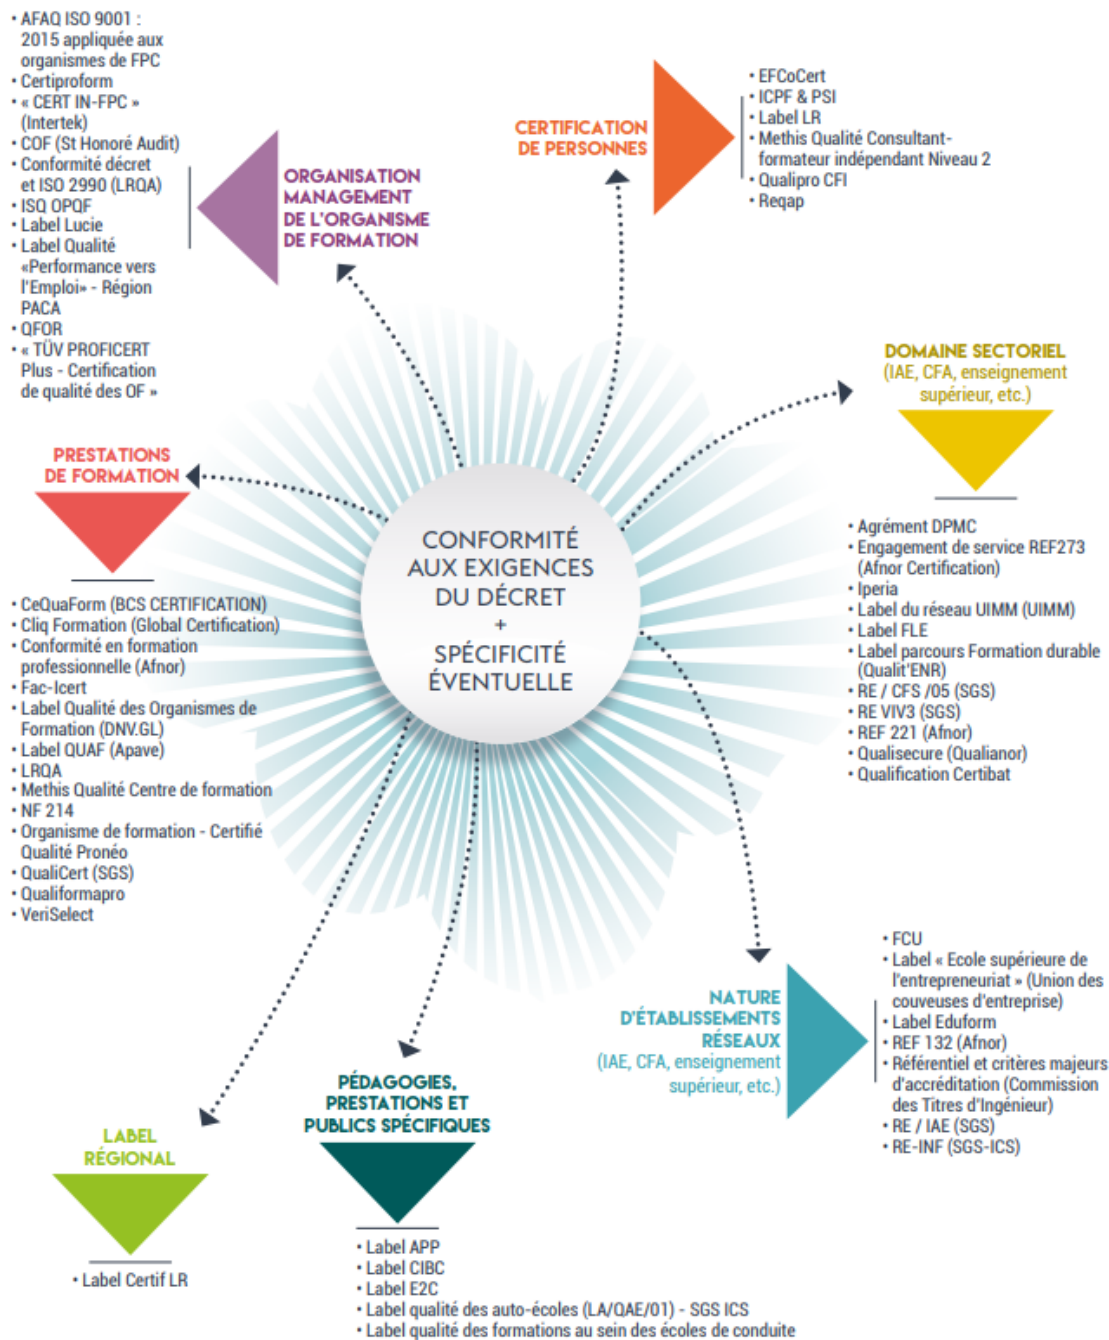 • AFAQ ISO 9001 :
2015 appliquée aux
organismes de FPC
• Certiproform
• « CERT IN-FPC »
(Intertek)
• COF (St Honoré Audit)
• Conformité décret
et ISO 2990 (LRQA)
• ISQ OPQF
• Label Lucie
• Label Qualité
«Performance vers
l'Emploi» - Région
PACA
• QFOR
• « TÜV PROFICERT
Plus - Certification
de qualité des OF »
ORGANISATION
MANAGEMENT
DE L'ORGANISME
DE FORMATION
CERTIFICATION
DE PERSONNES
• EFCoCert
• ICPF & PSI
• Label LR
• Methis Qualité Consultant-
formateur indépendant Niveau 2
• Qualipro CFI
• Reqap
DOMAINE SECTORIEL
(IAE, CFA, enseignement
supérieur, etc.)
• Agrément DPMC
• Engagement de service REF273
(Afnor Certification)
• Iperia
• Label du réseau UIMM (UIMM)
• Label FLE
• Label parcours Formation durable
(Qualit'ENR)
• RE / CFS /05 (SGS)
• RE VIV3 (SGS)
• REF 221 (Afnor)
• Qualisecure (Qualianor)
• Qualification Certibat
PRESTATIONS
DE FORMATION
• CeQuaForm (BCS CERTIFICATION)
• Cliq Formation (Global Certification)
• Conformité en formation
professionnelle (Afnor)
• Fac-Icert
• Label Qualité des Organismes de
Formation (DNV.GL)
• Label QUAF (Apave)
• LRQA
• Methis Qualité Centre de formation
• NF 214
• Organisme de formation - Certifié
Qualité Pronéo
• QualiCert (SGS)
• Qualiformapro
• VeriSelect
CONFORMITÉ
AUX EXIGENCES
DU DÉCRET
+
SPÉCIFICITÉ
ÉVENTUELLE
NATURE
D'ÉTABLISSEMENTS
RÉSEAUX
(IAE, CFA, enseignement
supérieur, etc.)
• FCU
• Label « Ecole supérieure de
l'entrepreneuriat » (Union des
couveuses d'entreprise)
• Label Eduform
• REF 132 (Afnor)
• Référentiel et critères majeurs
d'accréditation (Commission
des Titres d'Ingénieur)
• RE / IAE (SGS)
• RE-INF (SGS-ICS)
PÉDAGOGIES,
PRESTATIONS ET
PUBLICS SPÉCIFIQUES
• Label APP
• Label CIBC
• Label E2C
• Label qualité des auto-écoles (LA/QAE/01) - SGS ICS
• Label qualité des formations au sein des écoles de conduite
LABEL
RÉGIONAL
• Label Certif LR